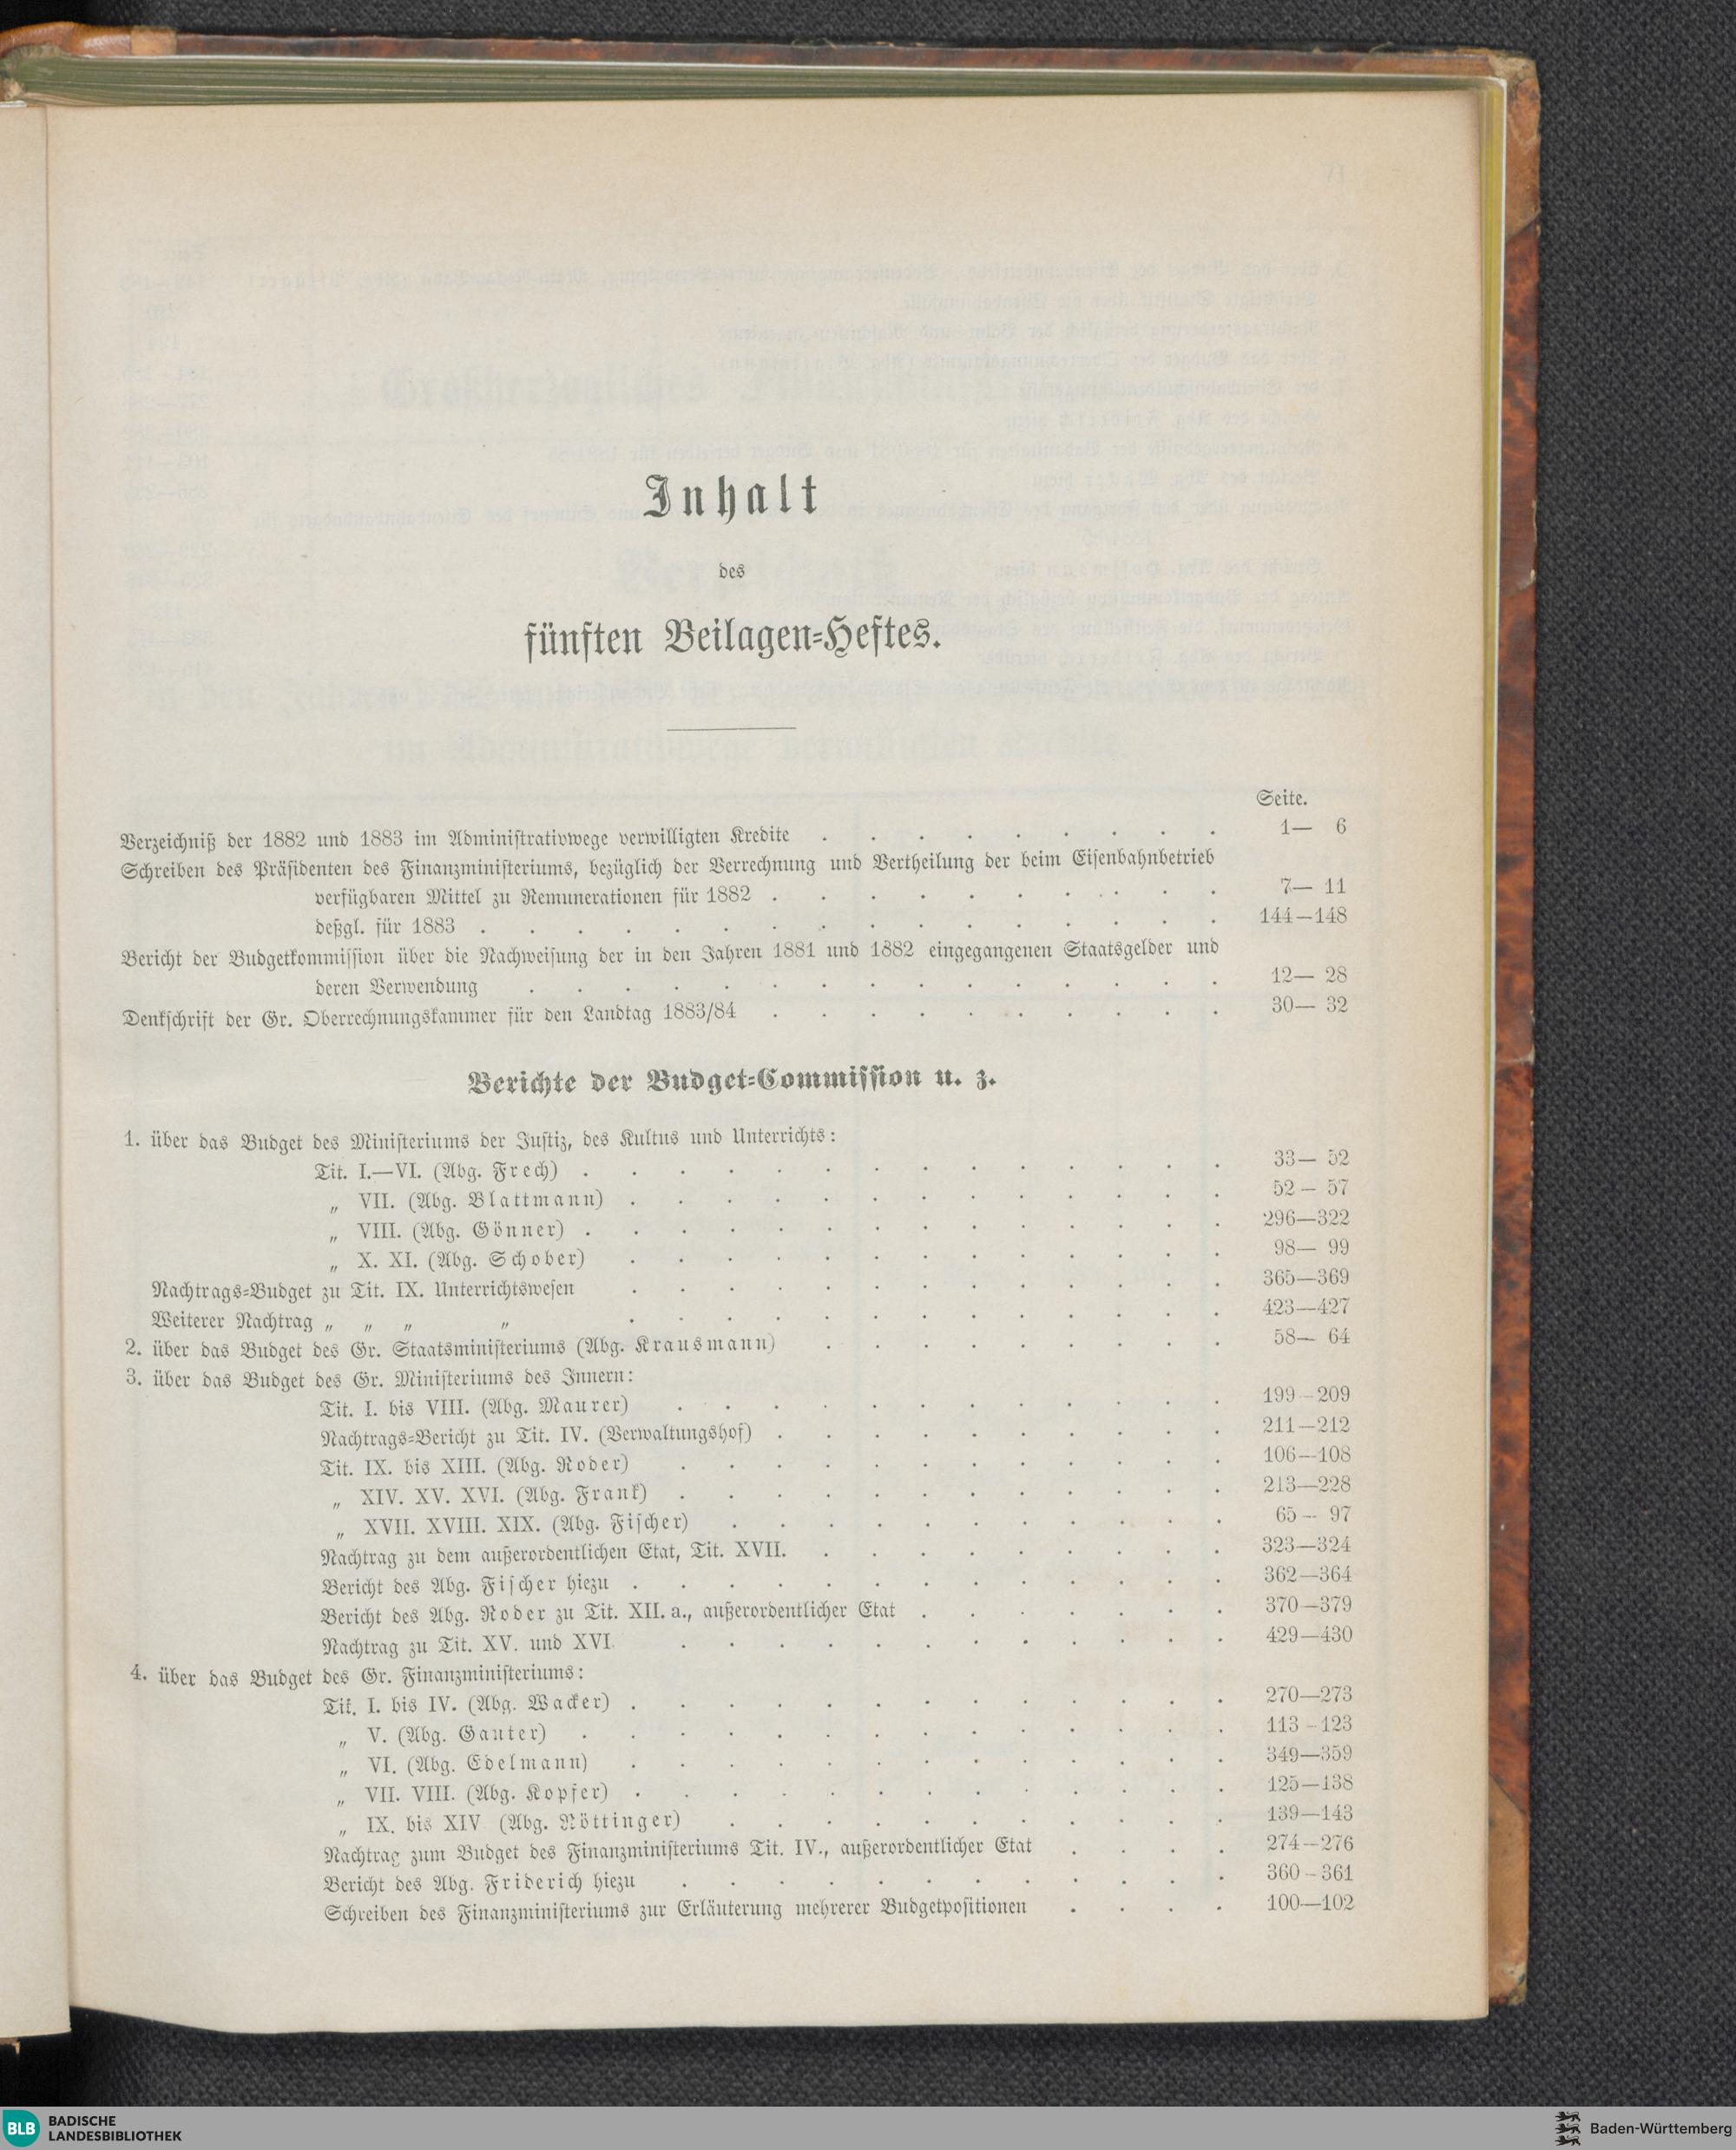 Inhalt
des
fünften Beilagen=Heftes.
Seite.
Verzeichniß der 1882 und 1883 im Administrativwege verwilligten Kredite . . . . . . . . . 1— 6
Schreiben des Präsidenten des Finanzministeriums, bezüglich der Verrechnung und Vertheilung der beim Eisenbahnbetrieb
verfügbaren Mittel zu Remunerationen für 1882 . . . . . . . . . . 7— 11
deßgl. für 1883 . . . . . . . . . . . . . . . . 144—148
Bericht der Budgetkommission über die Nachweisung der in den Jahren 1881 und 1882 eingegangenen Staatsgelder und
deren Verwendung . . . . . . . . . . . . . . . 12— 28
Denkschrift der Gr. Oberrechnungskammer für den Landtag 1883/84 . . . . . . . . . . 30— 32
Berichte der Budget=Commission u. z.
1. über das Budget des Ministeriums der Justiz, des Kultus und Unterrichts:
Tit. I.—VI. (Abg. Frech) . . . . . . . . . . . . . . 33— 52
„ VII. (Abg. Blattmann) . . . . . . . . . . . . . 52— 57
„ VIII. (Abg. Gönner) . . . . . . . . . . . . . . 296—322
„ X. XI. (Abg. Schober) . . . . . . . . . . . . . 98— 99
Nachtrags=Budget zu Tit. IX. Unterrichtswesen . . . . . . . . . . . . . 365—369
Weiterer Nachtrag „ „ „ „ . . . . . . . . . . . . . 423—427
2. über das Budget des Gr. Staatsministeriums (Abg. Krausmann) . . . . . . . . . 58— 64
3. über das Budget des Gr. Ministeriums des Innern:
Tit. I. bis VIII. (Abg. Maurer) . . . . . . . . . . . . 199—209
Nachtrags=Bericht zu Tit. IV. (Verwaltungshof) . . . . . . . . . . 211—212
Tit. IX. bis XIII. (Abg. Roder) . . . . . . . . . . . . 106—108
„ XIV. XV. XVI. (Abg. Frank) . . . . . . . . . . . . 213—228
„ XVII. XVIII. XIX. (Abg. Fischer) . . . . . . . . . . . 65— 97
Nachtrag zu dem außerordentlichen Etat, Tit. XVII. . . . . . . . . . 323—324
Bericht des Abg. Fischer hiezu . . . . . . . . . . . . . 362—364
Bericht des Abg. Roder zu Tit. XII. a., außerordentlicher Etat . . . . . . . 370—379
Nachtrag zu Tit. XV. und XVI. . . . . . . . . . . . . 429—430
4. über das Budget des Gr. Finanzministeriums:
Tit. I. bis IV. (Abg. Wacker) . . . . . . . . . . . . . 270—273
„ V. (Abg. Gauter) . . . . . . . . . . . . . . 113—123
„ VI. (Abg. Edelmann) . . . . . . . . . . . . . 349—359
„ VII. VIII. (Abg. Kopfer) . . . . . . . . . . . . . 125—138
„ IX. bis XIV (Abg. Nöttinger) . . . . . . . . . . . 139—143
Nachtrag zum Budget des Finanzministeriums Tit. IV., außerordentlicher Etat . . . . 274—276
Bericht des Abg. Friderich hiezu . . . . . . . . . . . . 360—361
Schreiben des Finanzministeriums zur Erläuterung mehrerer Budgetpositionen . . . . 100—102
BLB BADISCHE
LANDESBIBLIOTHEK
Baden-Württemberg